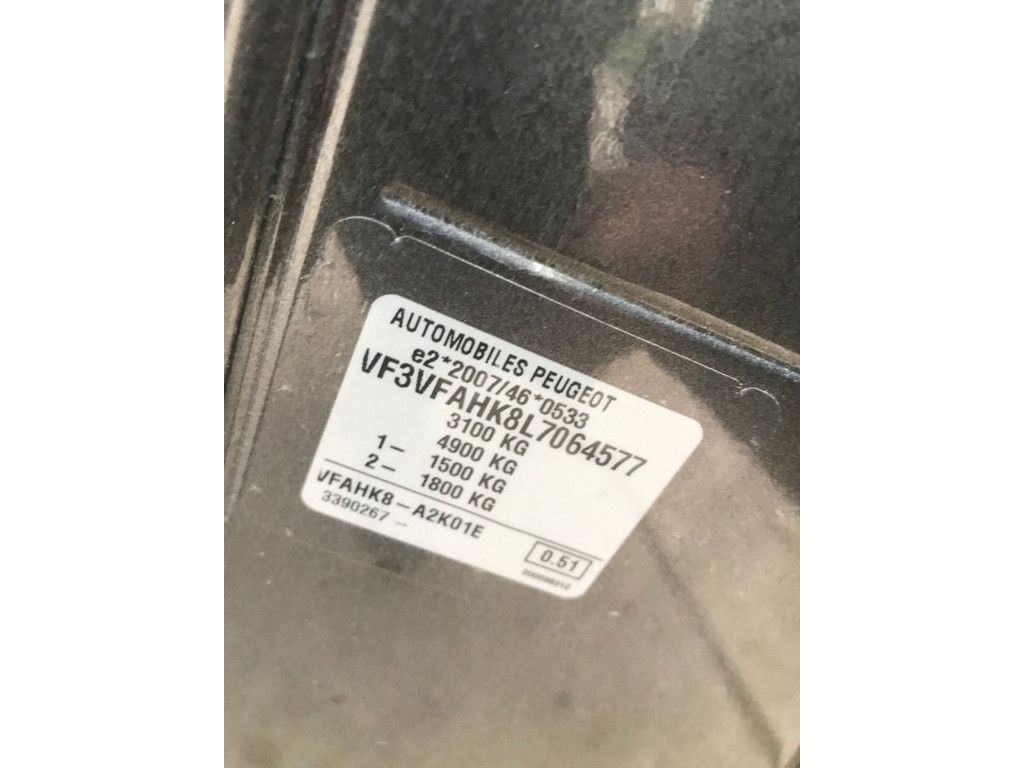 AUTOMOBILES PEUGEOT
e2*2007/46*0533
VF3VFAHK8L7064577
3100 KG
4900 KG
1– 1500 KG
2– 1800 KG
VFAHK8–A2K01E
3390267 –
0.51